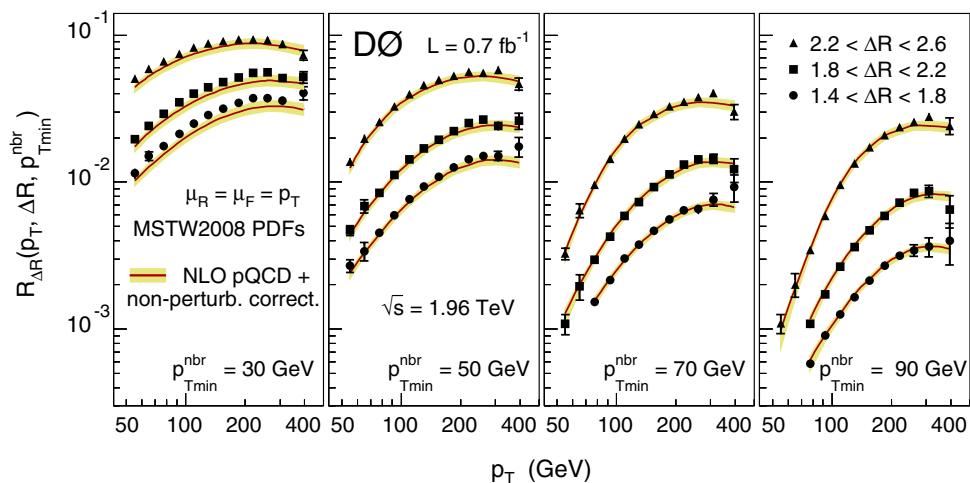 R_ΔR(p_T, ΔR, p_Tmin^nbr)
10^-1
10^-2
10^-3
μ_R = μ_F = p_T
MSTW2008 PDFs
NLO pQCD +
non-perturb. correct.
p_Tmin^nbr = 30 GeV
DØ L = 0.7 fb^-1
√s = 1.96 TeV
p_Tmin^nbr = 50 GeV
p_Tmin^nbr = 70 GeV
2.2 < ΔR < 2.6
1.8 < ΔR < 2.2
1.4 < ΔR < 1.8
p_Tmin^nbr = 90 GeV
50 100 200 400 50 100 200 400 50 100 200 400 50 100 200 400
p_T (GeV)